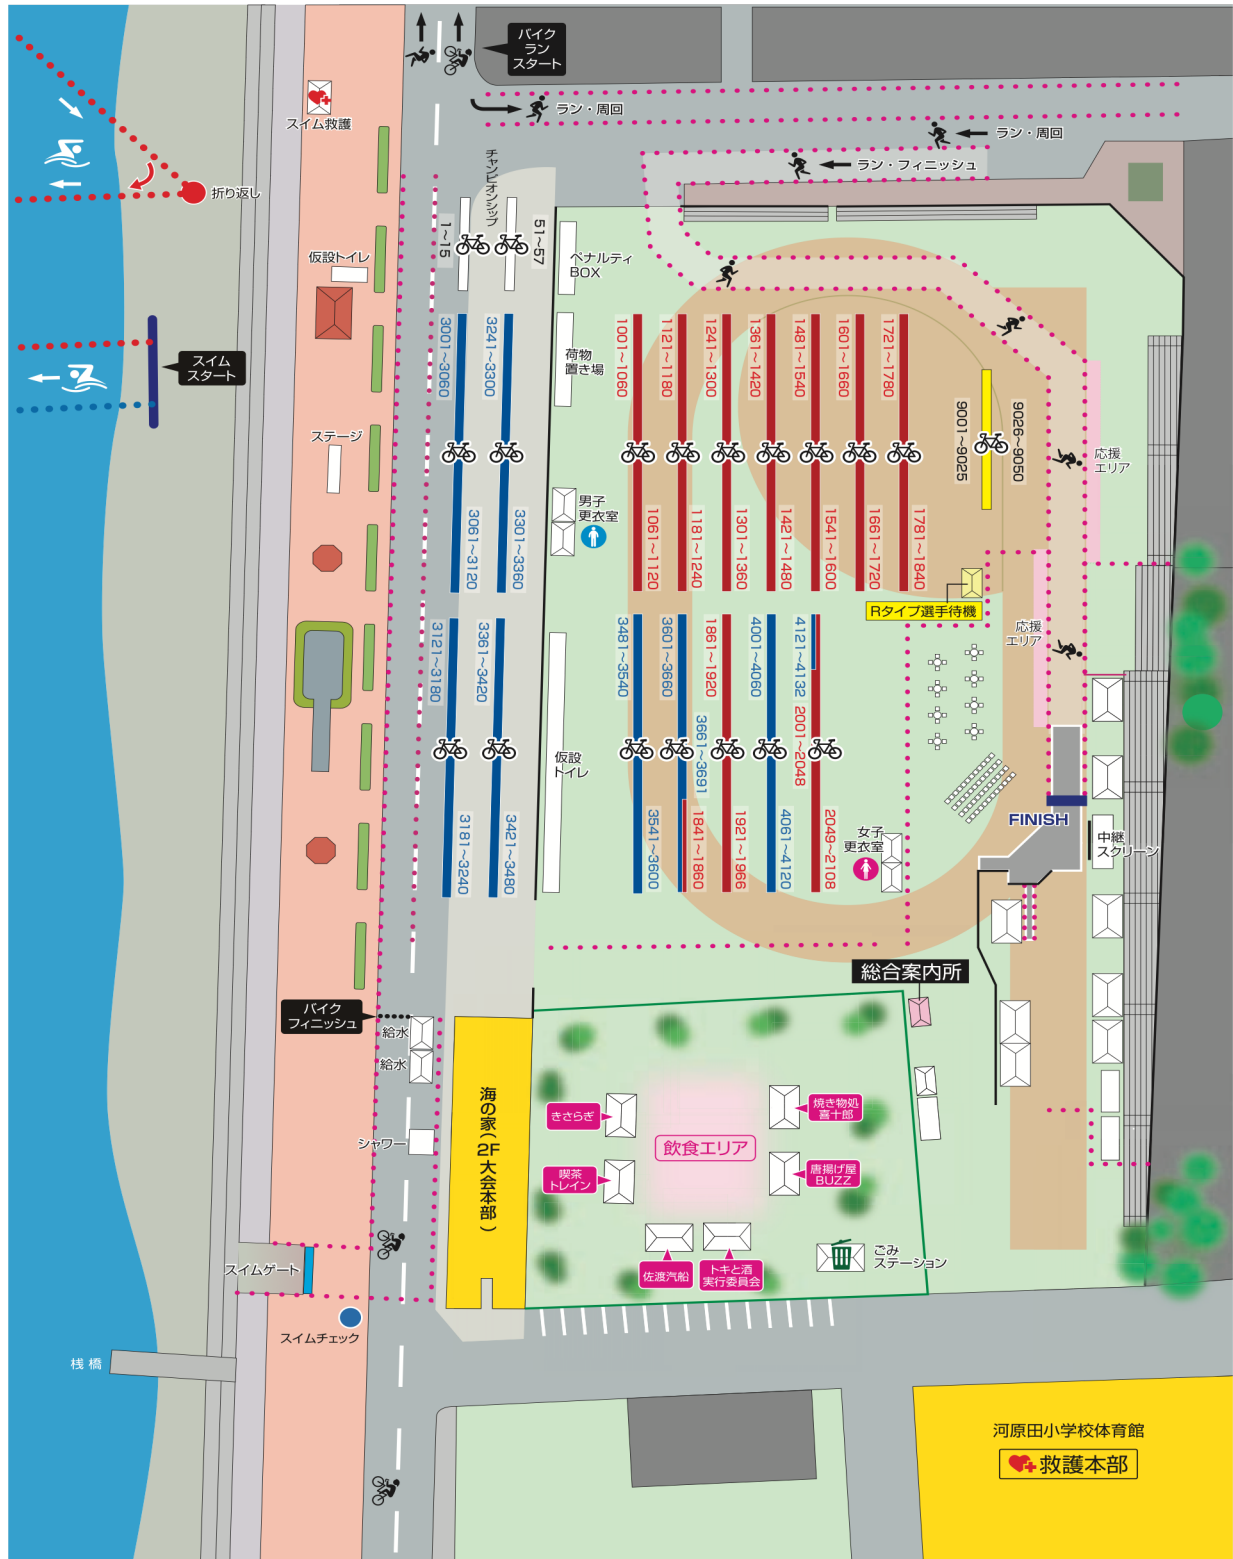 バイク
ラン
スタート
ラン・周回
ラン・周回
ラン・フィニッシュ
スイム救護
折り返し
チャンピオンシップ
1～15
51～57
ペナルティ
BOX
仮設トイレ
スイム
スタート
荷物
置き場
3001～3060
3241～3300
1001～1060
1121～1180
1241～1300
1361～1420
1481～1540
1601～1660
1721～1780
9001～9025
9026～9050
応援
エリア
ステージ
男子
更衣室
3061～3120
3301～3360
1061～1120
1181～1240
1301～1360
1421～1480
1541～1600
1661～1720
1781～1840
Rタイプ選手待機
応援
エリア
3121～3180
3361～3420
3481～3540
3601～3660
3661～3691
1861～1920
4001～4060
4121～4132
2001～2048
仮設
トイレ
3181～3240
3421～3480
3541～3600
1841～1860
1921～1966
4061～4120
2049～2108
女子
更衣室
FINISH
中継
スクリーン
総合案内所
バイク
フィニッシュ
給水
給水
シャワー
海の家(2F 大会本部)
きさらぎ
焼き物処
喜十郎
飲食エリア
喫茶
トレイン
唐揚げ屋
BUZZ
佐渡汽船
トキと酒
実行委員会
ごみ
ステーション
スイムゲート
スイムチェック
桟橋
河原田小学校体育館
救護本部